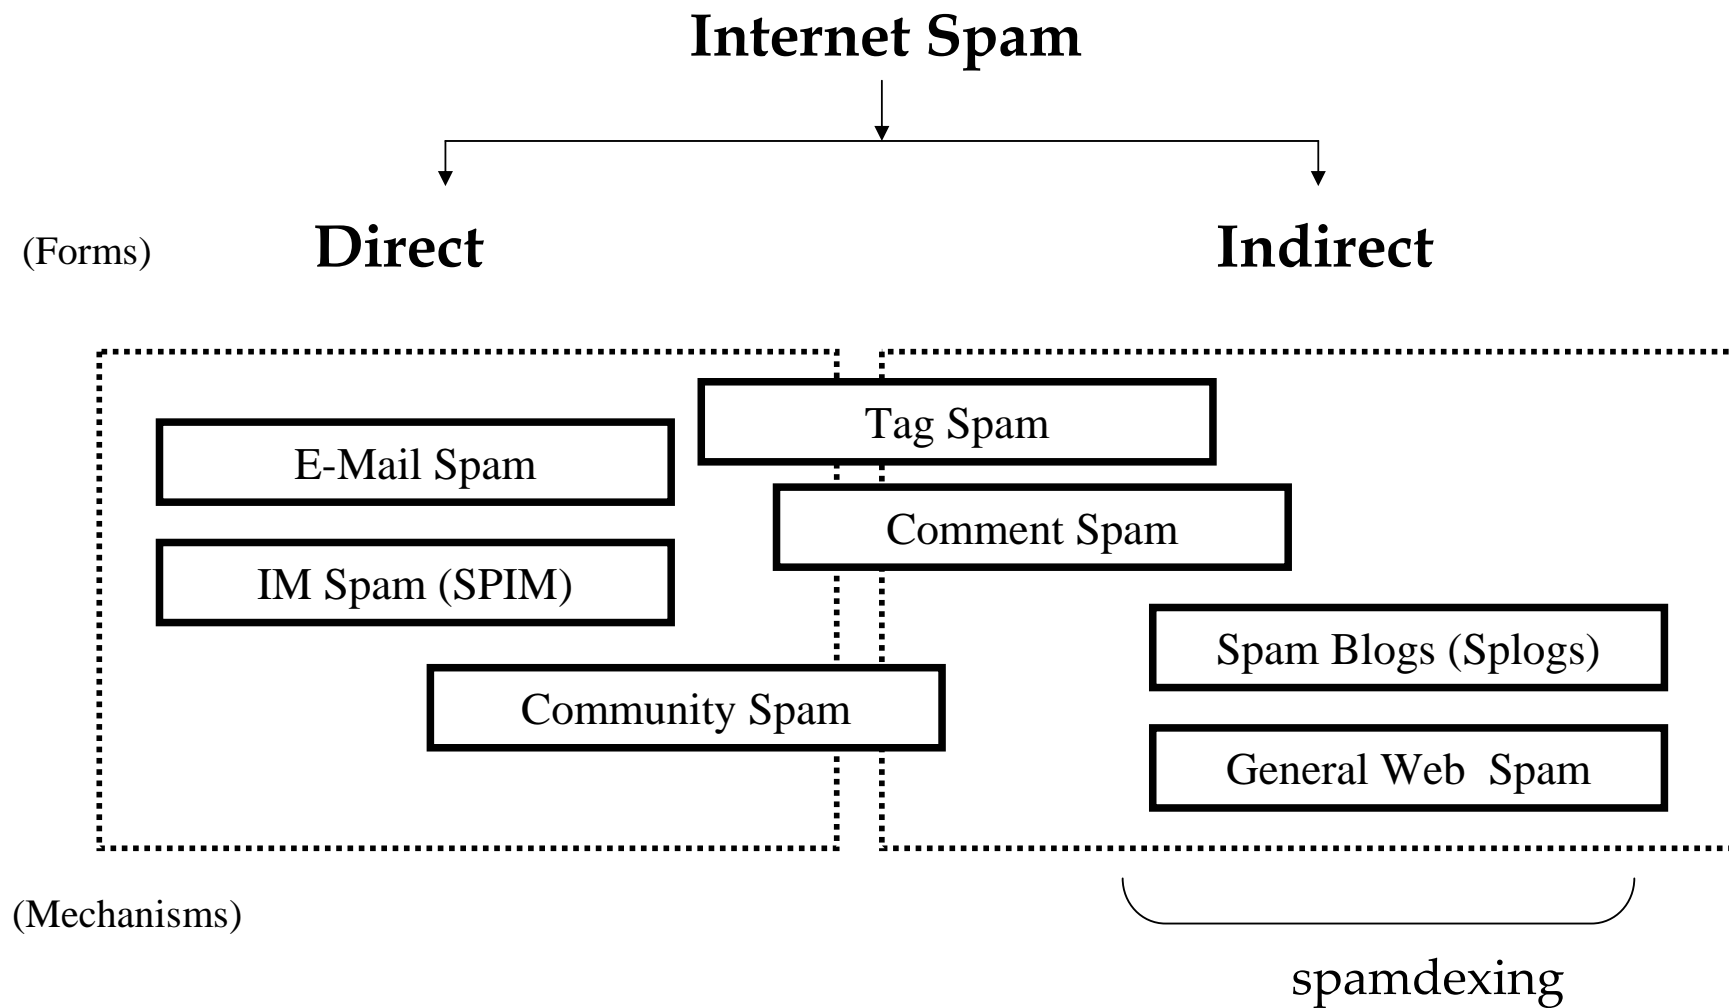 Internet Spam
(Forms)
Direct
Indirect
Tag Spam
E-Mail Spam
Comment Spam
IM Spam (SPIM)
Spam Blogs (Splogs)
Community Spam
General Web  Spam
(Mechanisms)
spamdexing